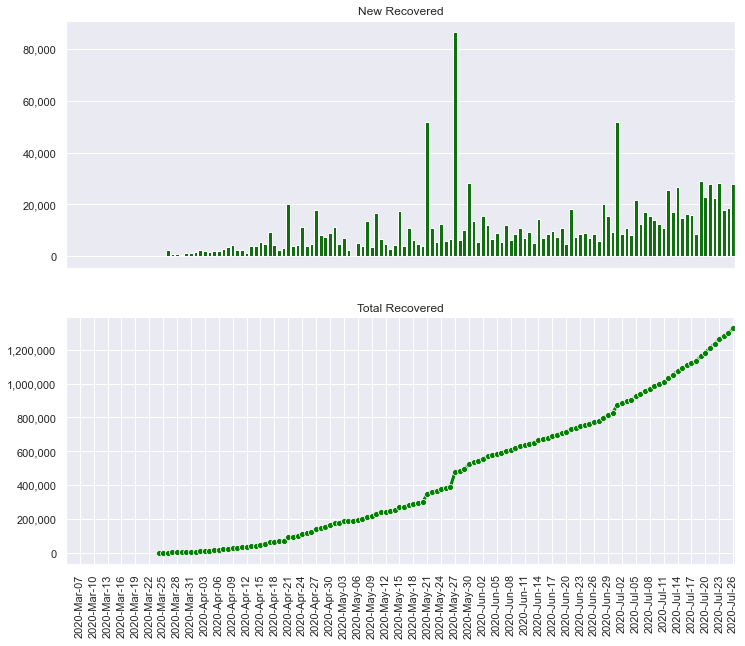 New Recovered
80,000
60,000
40,000
20,000
0
Total Recovered
1,200,000
1,000,000
800,000
600,000
400,000
200,000
0
2020-Mar-07
2020-Mar-10
2020-Mar-13
2020-Mar-16
2020-Mar-19
2020-Mar-22
2020-Mar-25
2020-Mar-28
2020-Mar-31
2020-Apr-03
2020-Apr-06
2020-Apr-09
2020-Apr-12
2020-Apr-15
2020-Apr-18
2020-Apr-21
2020-Apr-24
2020-Apr-27
2020-Apr-30
2020-May-03
2020-May-06
2020-May-09
2020-May-12
2020-May-15
2020-May-18
2020-May-21
2020-May-24
2020-May-27
2020-May-30
2020-Jun-02
2020-Jun-05
2020-Jun-08
2020-Jun-11
2020-Jun-14
2020-Jun-17
2020-Jun-20
2020-Jun-23
2020-Jun-26
2020-Jun-29
2020-Jul-02
2020-Jul-05
2020-Jul-08
2020-Jul-11
2020-Jul-14
2020-Jul-17
2020-Jul-20
2020-Jul-23
2020-Jul-26